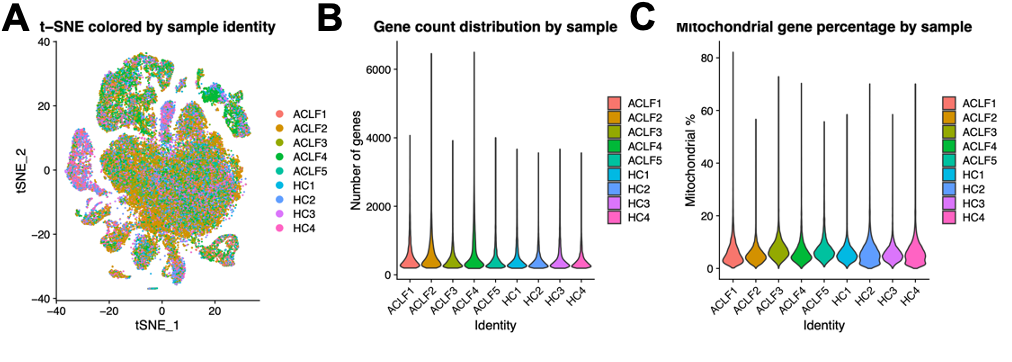 A
t-SNE colored by sample identity
40
20
0
-20
-40
-40
-20
0
20
tSNE_2
tSNE_1
ACLF1
ACLF2
ACLF3
ACLF4
ACLF5
HC1
HC2
HC3
HC4
B
Gene count distribution by sample
6000
4000
2000
0
Number of genes
ACLF1
ACLF2
ACLF3
ACLF4
ACLF5
HC1
HC2
HC3
HC4
Identity
ACLF1
ACLF2
ACLF3
ACLF4
ACLF5
HC1
HC2
HC3
HC4
C
Mitochondrial gene percentage by sample
80
60
40
20
0
Mitochondrial %
ACLF1
ACLF2
ACLF3
ACLF4
ACLF5
HC1
HC2
HC3
HC4
Identity
ACLF1
ACLF2
ACLF3
ACLF4
ACLF5
HC1
HC2
HC3
HC4